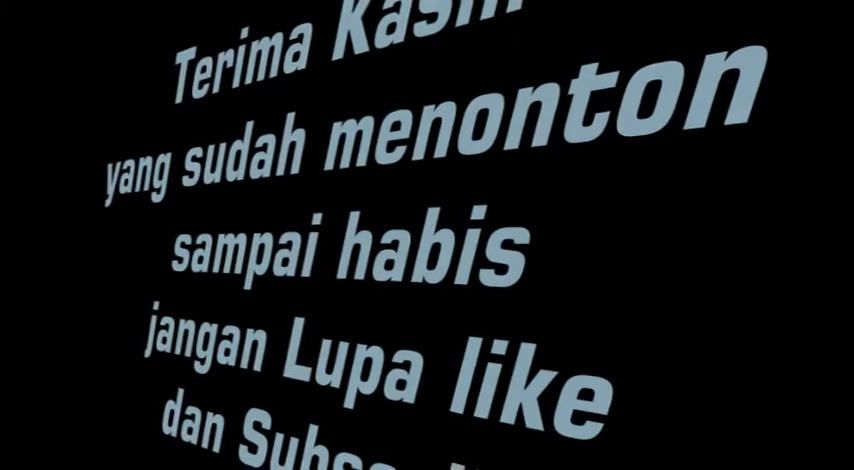 Terima Kasih
yang sudah menonton
sampai habis
jangan Lupa like
dan